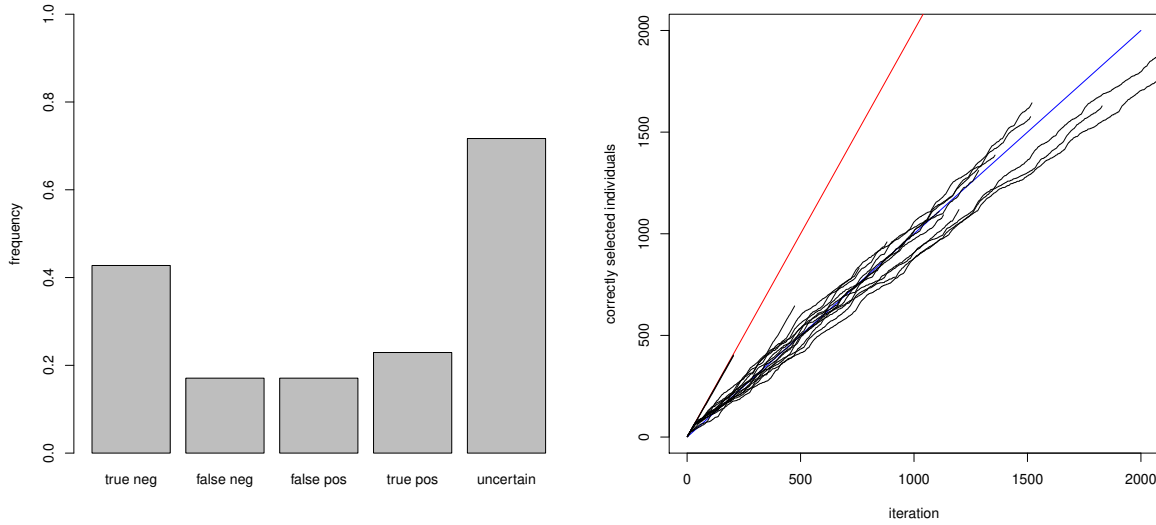 frequency
0.0 0.2 0.4 0.6 0.8 1.0
true neg false neg false pos true pos uncertain
correctly selected individuals
0 500 1000 1500 2000
0 500 1000 1500 2000
iteration